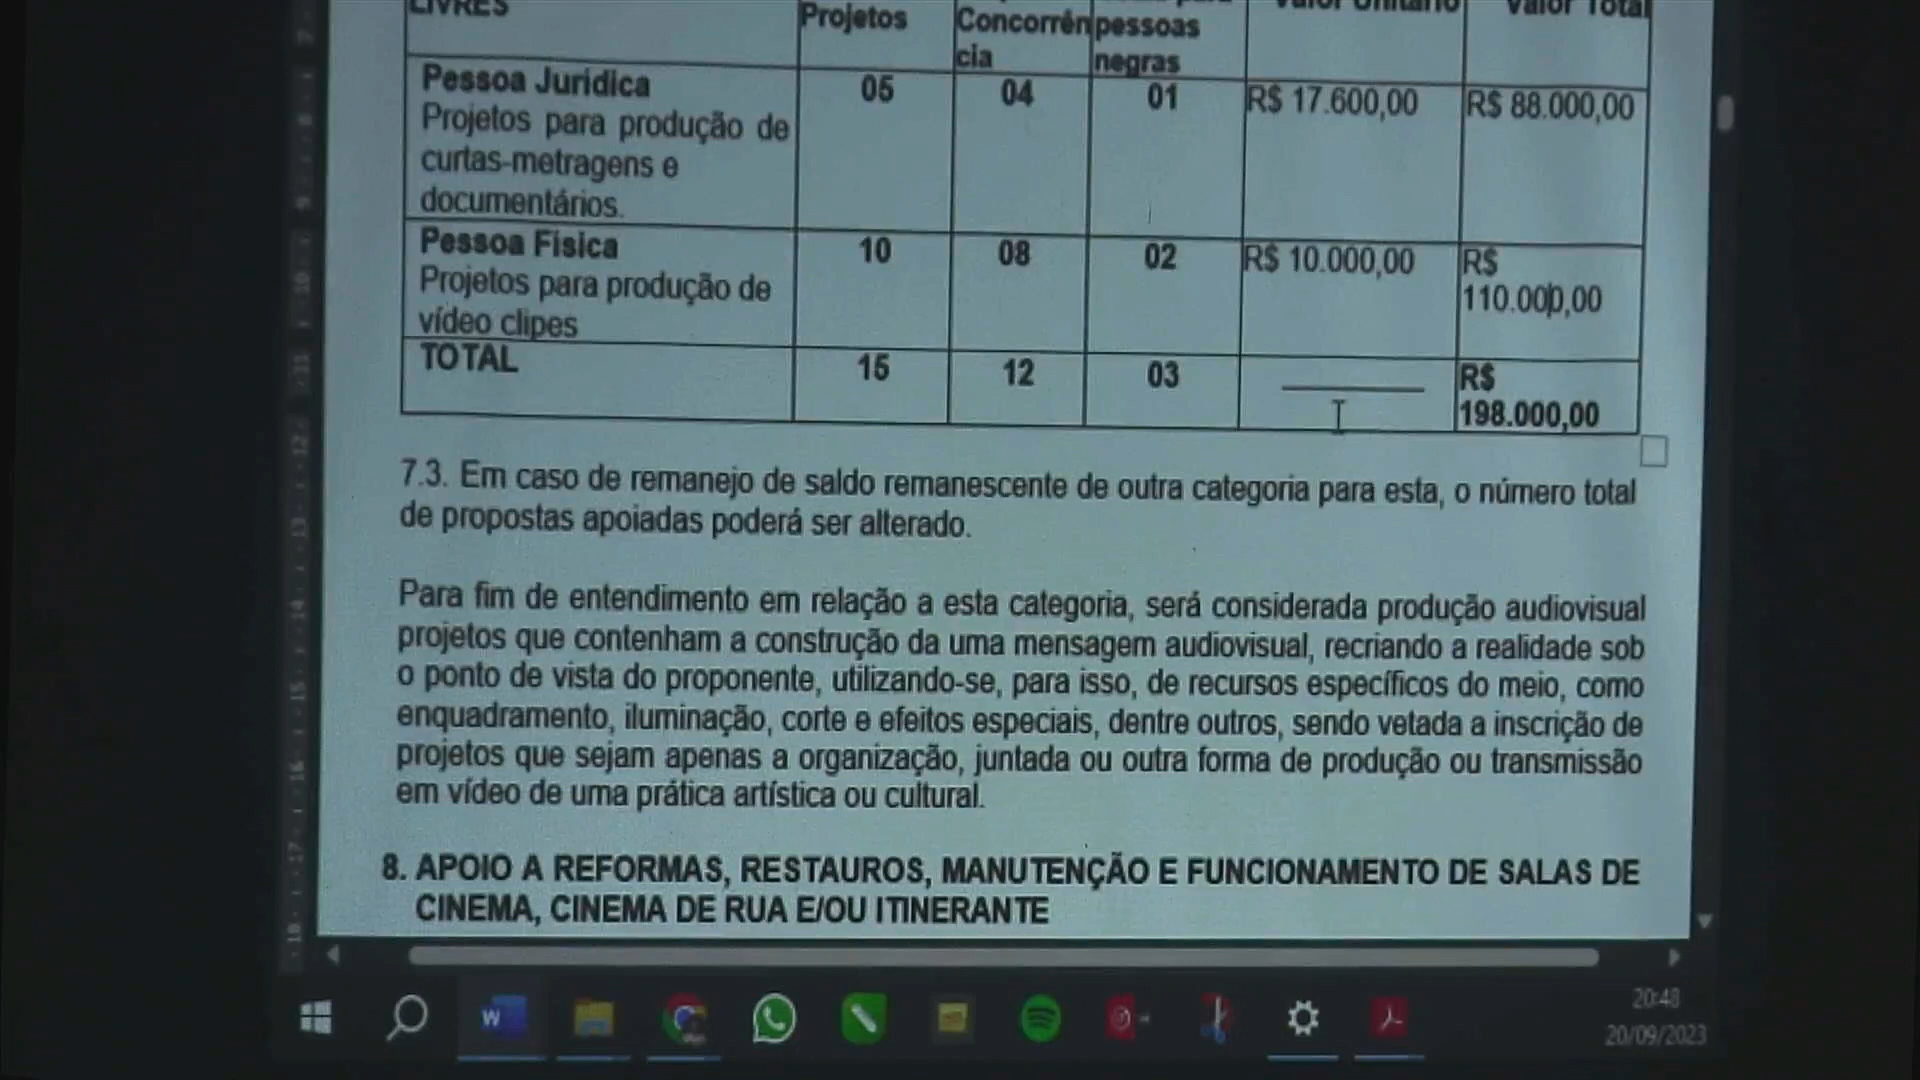 LIVRES
Projetos
Concorrên
cia
pessoas
negras
Valor Unitário
Valor Total
Pessoa Juridica
Projetos para produção de
curtas-metragens e
documentários.
05
04
01
R$ 17.600,00
R$ 88.000,00
Pessoa Física
Projetos para produção de
vídeo clipes
10
08
02
R$ 10.000,00
R$
110.000,00
TOTAL
15
12
03
R$
198.000,00
7.3. Em caso de remanejo de saldo remanescente de outra categoria para esta, o número total
de propostas apoiadas poderá ser alterado.
Para fim de entendimento em relação a esta categoria, será considerada produção audiovisual
projetos que contenham a construção da uma mensagem audiovisual, recriando a realidade sob
o ponto de vista do proponente, utilizando-se, para isso, de recursos específicos do meio, como
enquadramento, iluminação, corte e efeitos especiais, dentre outros, sendo vetada a inscrição de
projetos que sejam apenas a organização, juntada ou outra forma de produção ou transmissão
em vídeo de uma prática artística ou cultural.
8. APOIO A REFORMAS, RESTAUROS, MANUTENÇÃO E FUNCIONAMENTO DE SALAS DE
CINEMA, CINEMA DE RUA E/OU ITINERANTE
W
20:48
20/09/2023